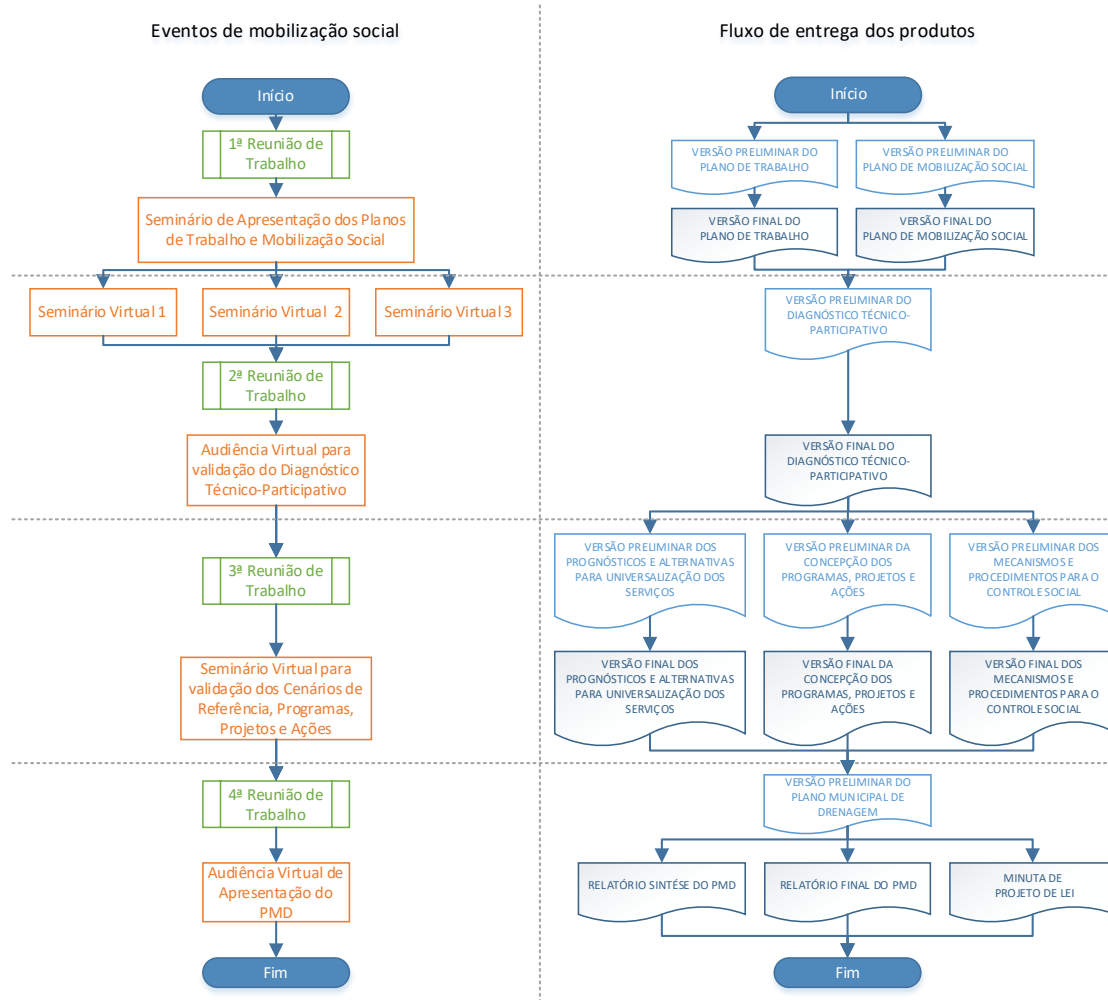 Eventos de mobilização social
Início
1ª Reunião de
Trabalho
Seminário de Apresentação dos Planos
de Trabalho e Mobilização Social
Seminário Virtual 1
Seminário Virtual 2
Seminário Virtual 3
2ª Reunião de
Trabalho
Audiência Virtual para
validação do Diagnóstico
Técnico-Participativo
3ª Reunião de
Trabalho
Seminário Virtual para
validação dos Cenários de
Referência, Programas,
Projetos e Ações
4ª Reunião de
Trabalho
Audiência Virtual de
Apresentação do
PMD
Fim
Fluxo de entrega dos produtos
Início
VERSÃO PRELIMINAR DO
PLANO DE TRABALHO
VERSÃO PRELIMINAR DO
PLANO DE MOBILIZAÇÃO SOCIAL
VERSÃO FINAL DO
PLANO DE TRABALHO
VERSÃO FINAL DO
PLANO DE MOBILIZAÇÃO SOCIAL
VERSÃO PRELIMINAR DO
DIAGNÓSTICO TÉCNICO-
PARTICIPATIVO
VERSÃO FINAL DO
DIAGNÓSTICO TÉCNICO-
PARTICIPATIVO
VERSÃO PRELIMINAR DOS
PROGNÓSTICOS E ALTERNATIVAS
PARA UNIVERSALIZAÇÃO DOS
SERVIÇOS
VERSÃO PRELIMINAR DA
CONCEPÇÃO DOS
PROGRAMAS, PROJETOS E
AÇÕES
VERSÃO PRELIMINAR DOS
MECANISMOS E
PROCEDIMENTOS PARA O
CONTROLE SOCIAL
VERSÃO FINAL DOS
PROGNÓSTICOS E ALTERNATIVAS
PARA UNIVERSALIZAÇÃO DOS
SERVIÇOS
VERSÃO FINAL DA
CONCEPÇÃO DOS
PROGRAMAS, PROJETOS E
AÇÕES
VERSÃO FINAL DOS
MECANISMOS E
PROCEDIMENTOS PARA O
CONTROLE SOCIAL
VERSÃO PRELIMINAR DO
PLANO MUNICIPAL DE
DRENAGEM
RELATÓRIO SINTÉSE DO PMD
RELATÓRIO FINAL DO PMD
MINUTA DE
PROJETO DE LEI
Fim